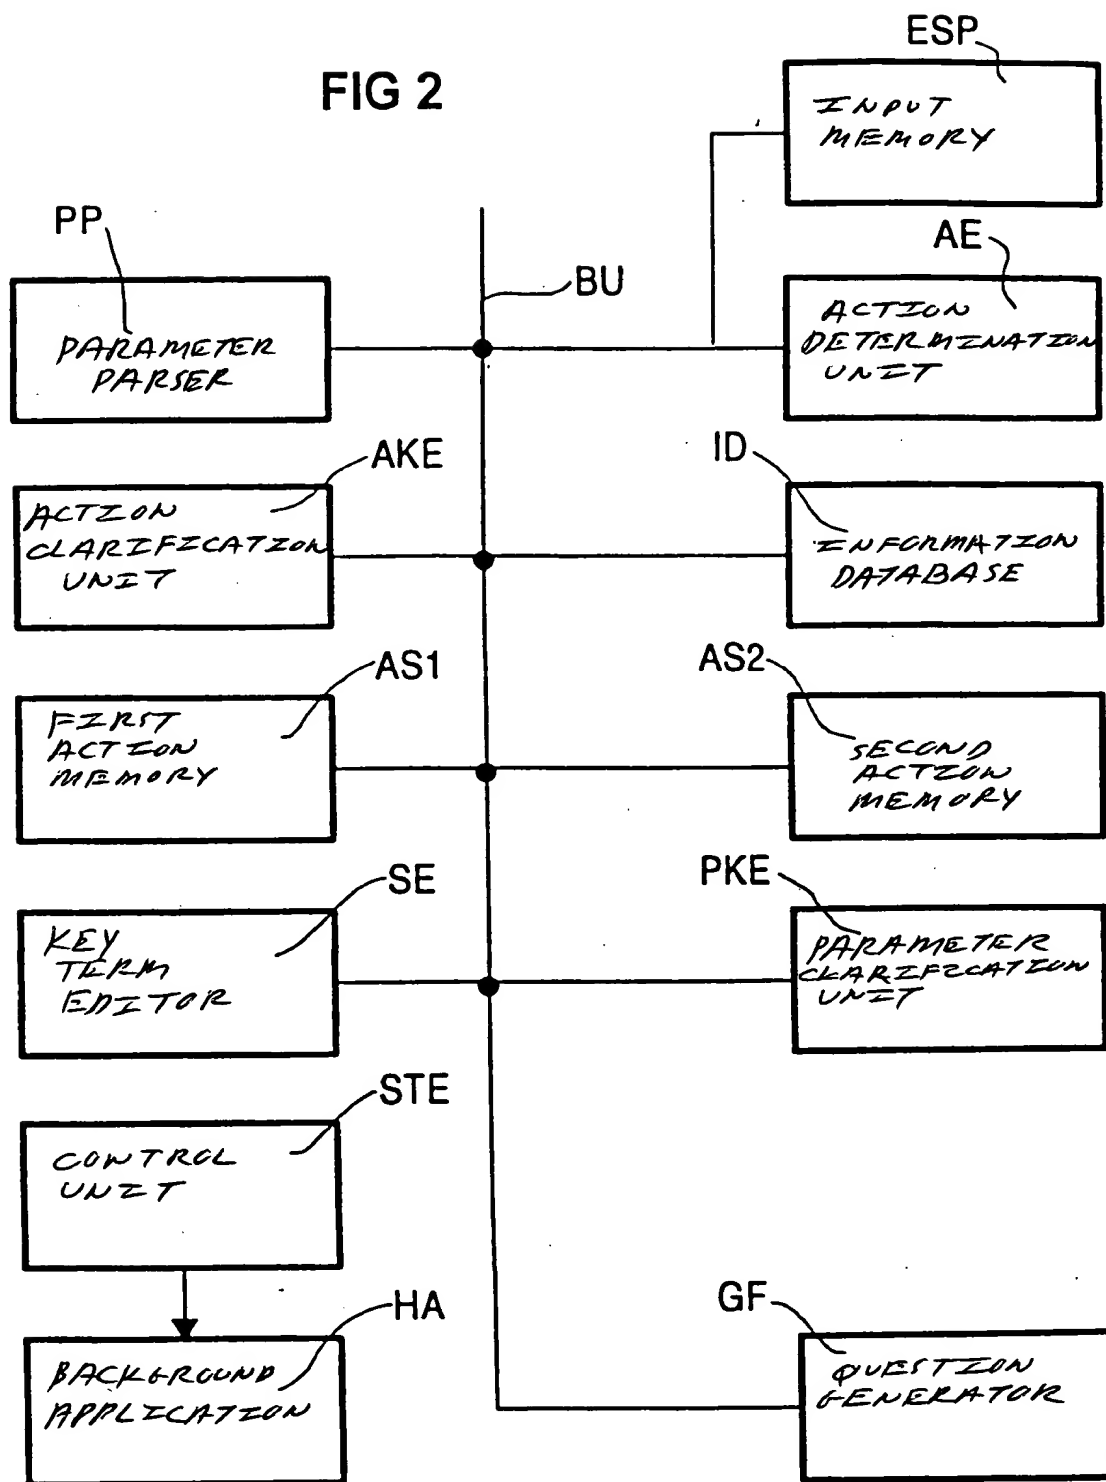 FIG 2
ESP
INPUT
MEMORY
PP
PARAMETER
PARSER
BU
AE
ACTION
DETERMINATION
UNIT
AKE
ACTION
CLARIFICATION
UNIT
ID
INFORMATION
DATABASE
AS1
FIRST
ACTION
MEMORY
AS2
SECOND
ACTION
MEMORY
SE
KEY
TERM
EDITOR
PKE
PARAMETER
CLARIFICATION
UNIT
STE
CONTROL
UNIT
HA
BACKGROUND
APPLICATION
GF
QUESTION
GENERATOR